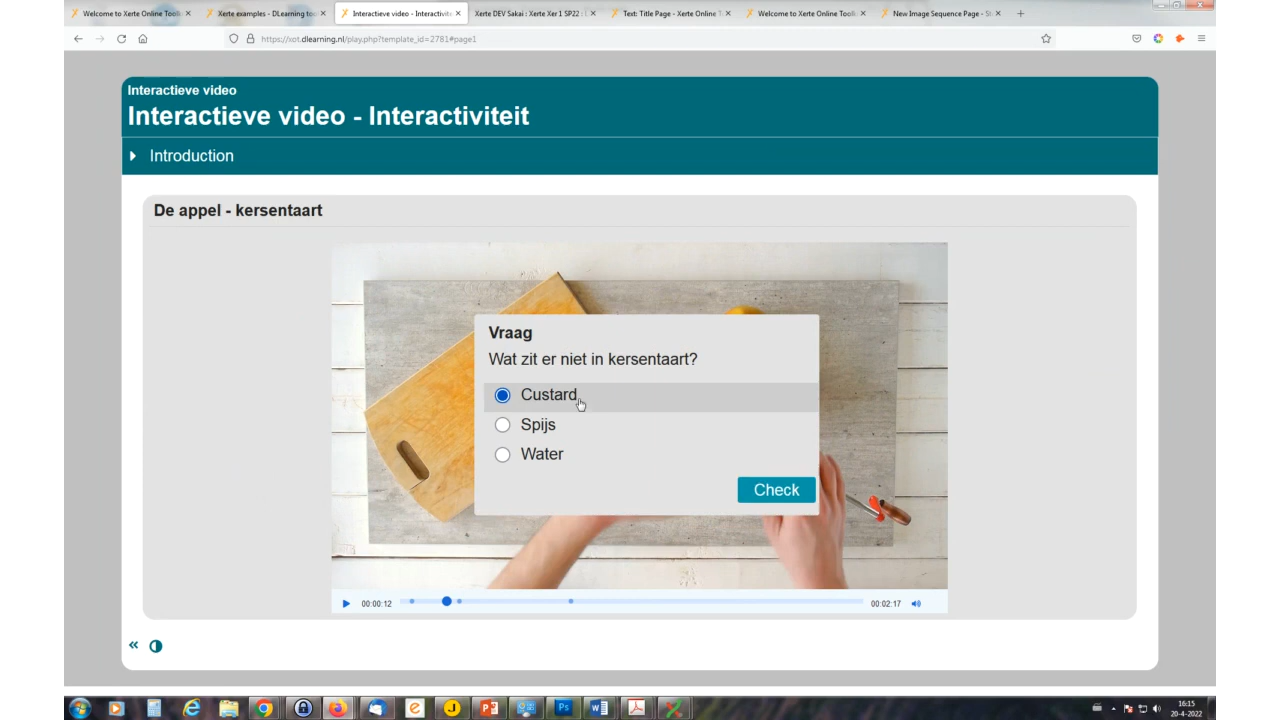 Welcome to Xerte Online Toolk
Xerte examples - DLearning too
Interactieve video - Interactivite
Xerte DEV Sakai : Xerte Xer 1 SP22 :
Text: Title Page - Xerte Online T
Welcome to Xerte Online Toolk
New Image Sequence Page - St
https://xot.dlearning.nl/play.php?template_id=2781#page1
Interactieve video
Interactieve video - Interactiviteit
Introduction
De appel - kersentaart
Vraag
Wat zit er niet in kersentaart?
Custard
Spijs
Water
Check
00:00:12
00:02:17
16:15
20-4-2022